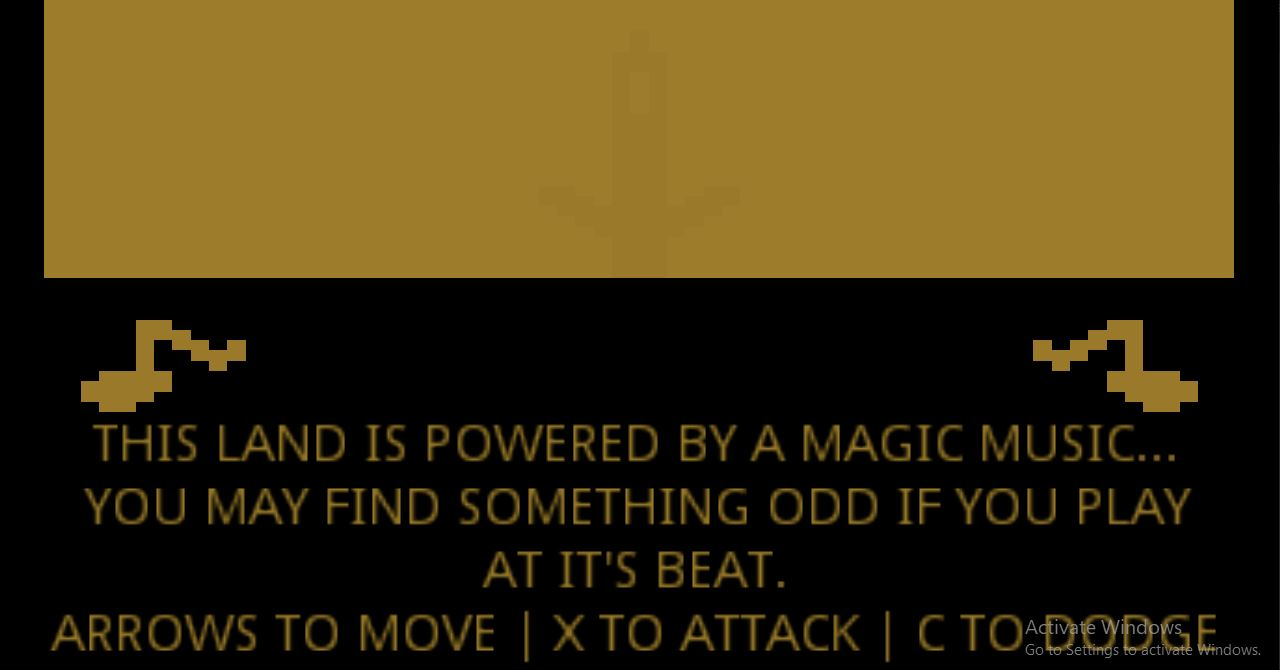 THIS LAND IS POWERED BY A MAGIC MUSIC...
YOU MAY FIND SOMETHING ODD IF YOU PLAY
AT IT'S BEAT.
ARROWS TO MOVE | X TO ATTACK | C TO DODGE
Activate Windows
Go to Settings to activate Windows.